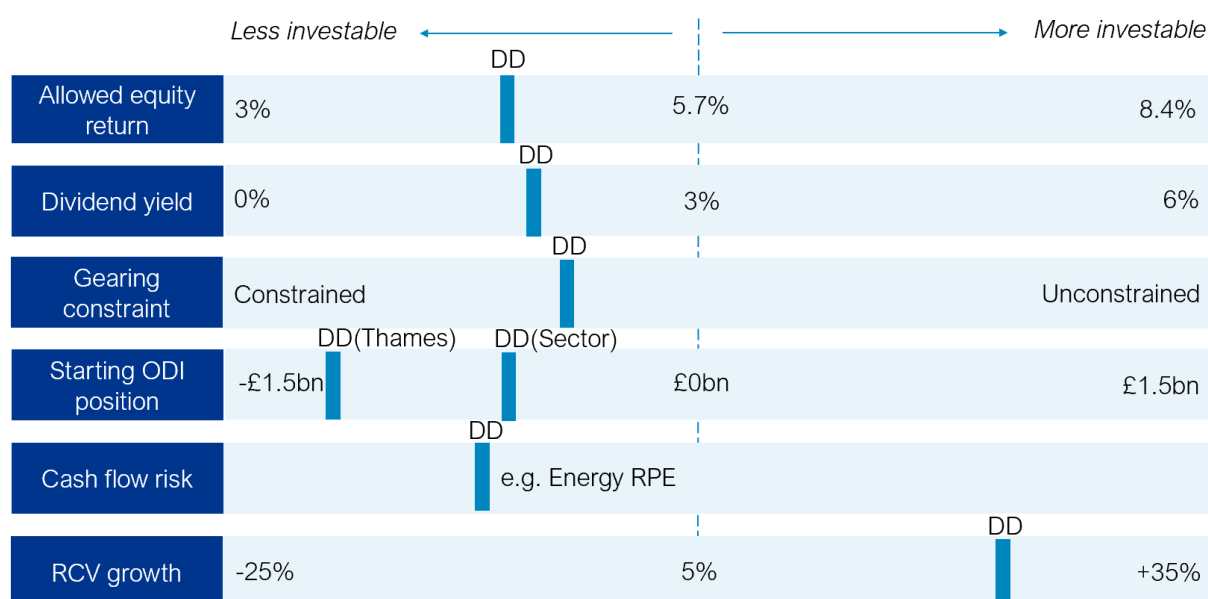 Less investable
More investable
DD
Allowed equity
return
3%
5.7%
8.4%
DD
Dividend yield
0%
3%
6%
DD
Gearing
constraint
Constrained
Unconstrained
DD(Thames)
DD(Sector)
Starting ODI
position
-£1.5bn
£0bn
£1.5bn
DD
Cash flow risk
e.g. Energy RPE
DD
RCV growth
-25%
5%
+35%